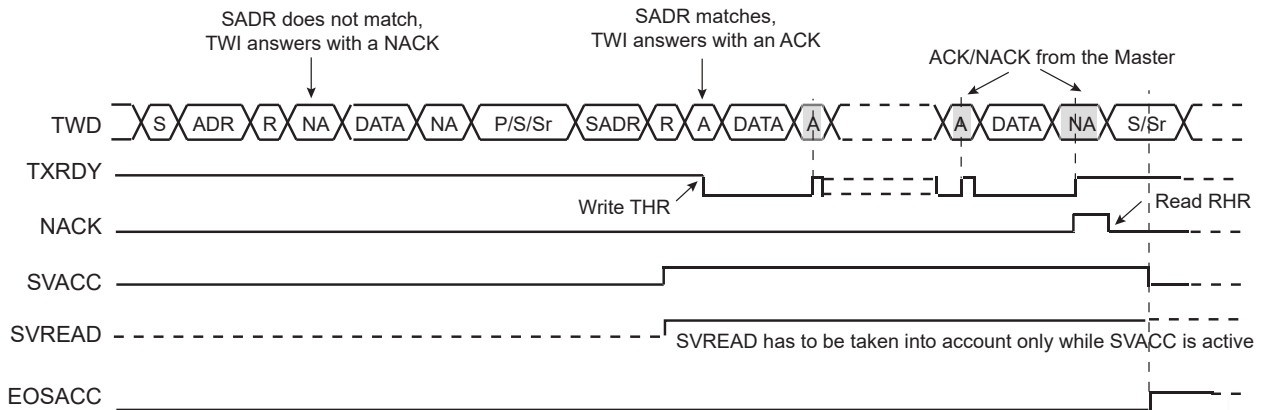 SADR does not match,
TWI answers with a NACK
SADR matches,
TWI answers with an ACK
ACK/NACK from the Master
TWD S ADR R NA DATA NA P/S/Sr SADR R A DATA A A DATA NA S/Sr
TXRDY
Write THR
Read RHR
NACK
SVACC
SVREAD
SVREAD has to be taken into account only while SVACC is active
EOSACC